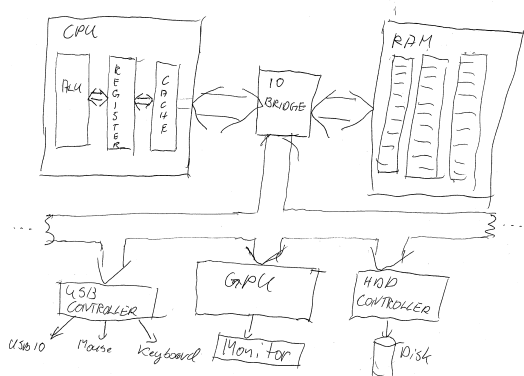 CPU
ALU
REGISTER
CACHE
IO
BRIDGE
RAM
...
...
USB
CONTROLLER
GPU
HDD
CONTROLLER
USB IO
Mouse
Keyboard
Monitor
Disk